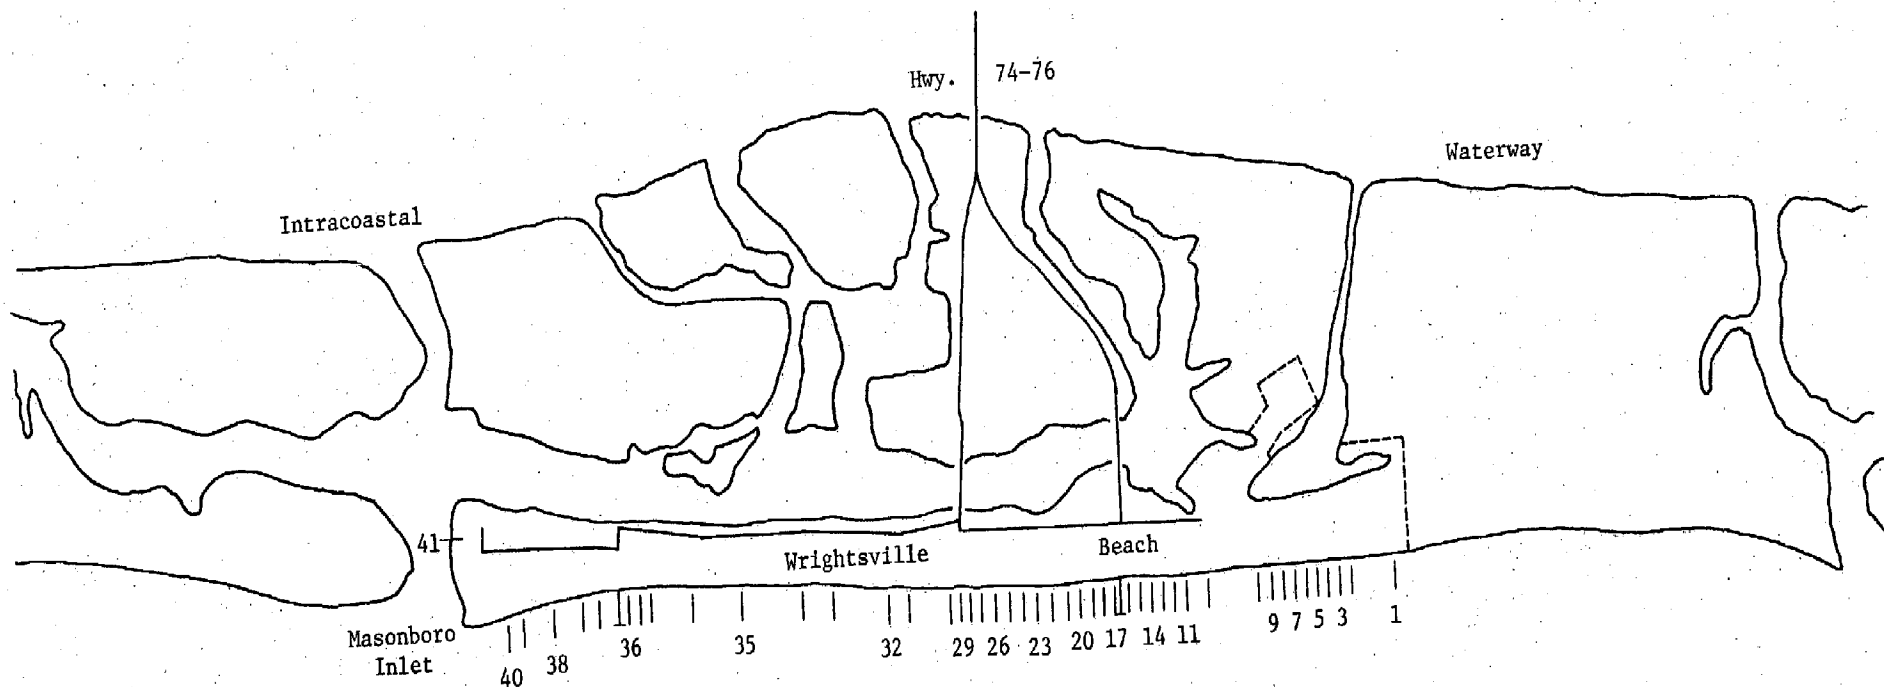 Hwy. 74-76
Waterway
Intracoastal
41
Wrightsville Beach
Masonboro
Inlet
40 38 36 35 32 29 26 23 20 17 14 11 9 7 5 3 1